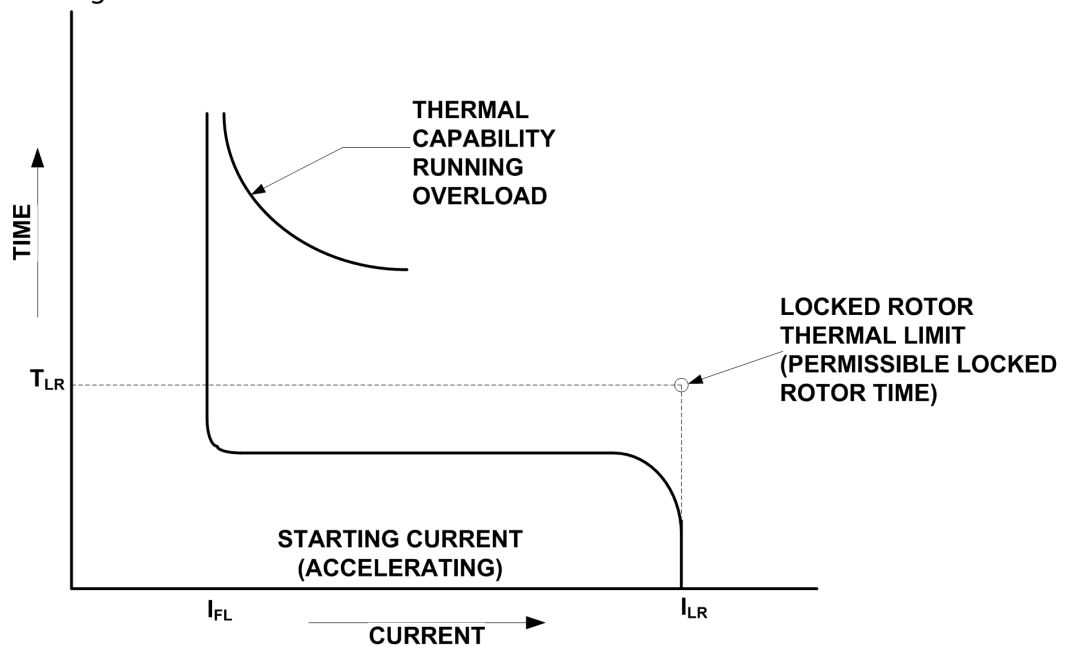 THERMAL
CAPABILITY
RUNNING
OVERLOAD
TIME
LOCKED ROTOR
THERMAL LIMIT
(PERMISSIBLE LOCKED
ROTOR TIME)
TLR
STARTING CURRENT
(ACCELERATING)
IFL
ILR
CURRENT